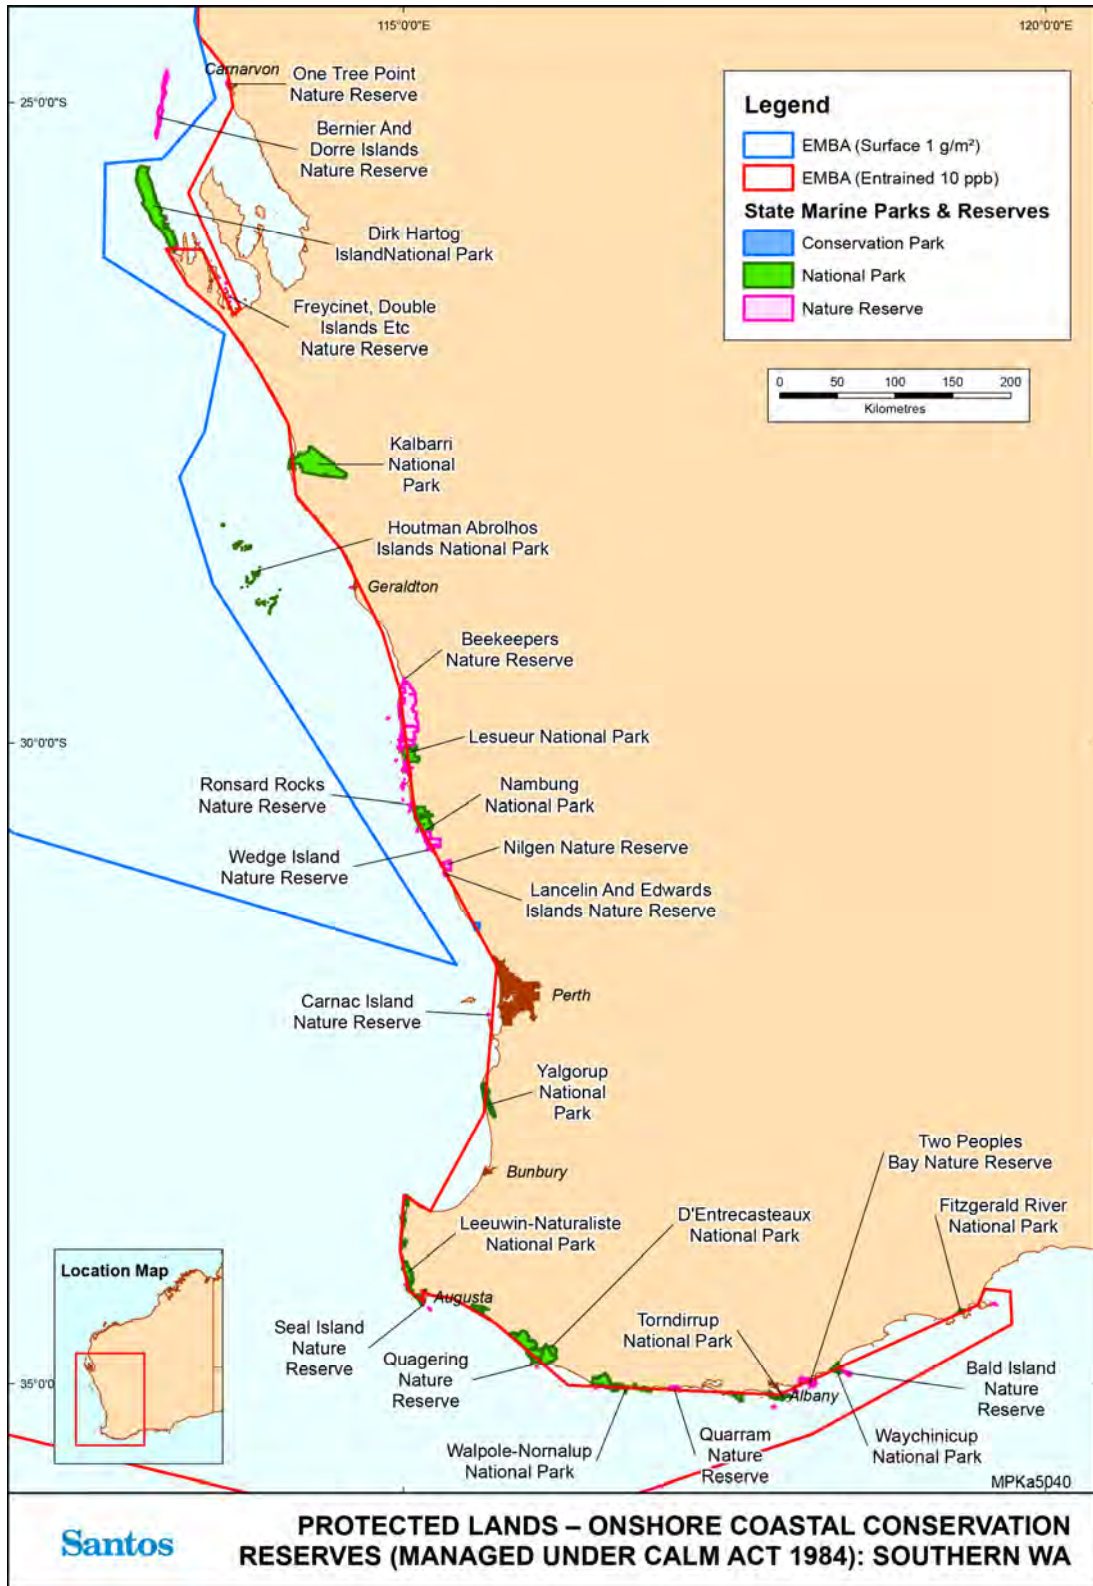 115°0'0"E
120°0'0"E
25°0'0"S
30°0'0"S
35°0'0"S
Carnarvon
One Tree Point
Nature Reserve
Bernier And
Dorre Islands
Nature Reserve
Dirk Hartog
IslandNational Park
Freycinet, Double
Islands Etc
Nature Reserve
Legend
EMBA (Surface 1 g/m²)
EMBA (Entrained 10 ppb)
State Marine Parks & Reserves
Conservation Park
National Park
Nature Reserve
0 50 100 150 200
Kilometres
Kalbarri
National
Park
Houtman Abrolhos
Islands National Park
Geraldton
Beekeepers
Nature Reserve
Lesueur National Park
Ronsard Rocks
Nature Reserve
Nambung
National Park
Wedge Island
Nature Reserve
Nilgen Nature Reserve
Lancelin And Edwards
Islands Nature Reserve
Perth
Carnac Island
Nature Reserve
Yalgorup
National
Park
Bunbury
Two Peoples
Bay Nature Reserve
Fitzgerald River
National Park
D'Entrecasteaux
National Park
Leeuwin-Naturaliste
National Park
Location Map
Augusta
Seal Island
Nature
Reserve
Quagering
Nature
Reserve
Torndirrup
National Park
Albany
Bald Island
Nature
Reserve
Waychinicup
National Park
Quarram
Nature
Reserve
Walpole-Nornalup
National Park
MPKa5040
Santos
PROTECTED LANDS – ONSHORE COASTAL CONSERVATION
RESERVES (MANAGED UNDER CALM ACT 1984): SOUTHERN WA